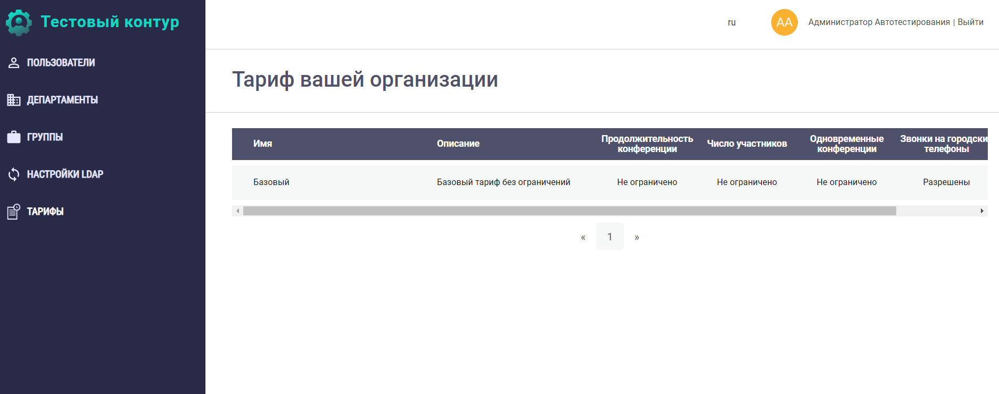 Тестовый контур
ru
АА
Администратор Автотестирования | Выйти
ПОЛЬЗОВАТЕЛИ
ДЕПАРТАМЕНТЫ
ГРУППЫ
НАСТРОЙКИ LDAP
ТАРИФЫ
Тариф вашей организации
Имя
Описание
Продолжительность
конференции
Число участников
Одновременные
конференции
Звонки на городски
телефоны
Базовый
Базовый тариф без ограничений
Не ограничено
Не ограничено
Не ограничено
Разрешены
« 1 »